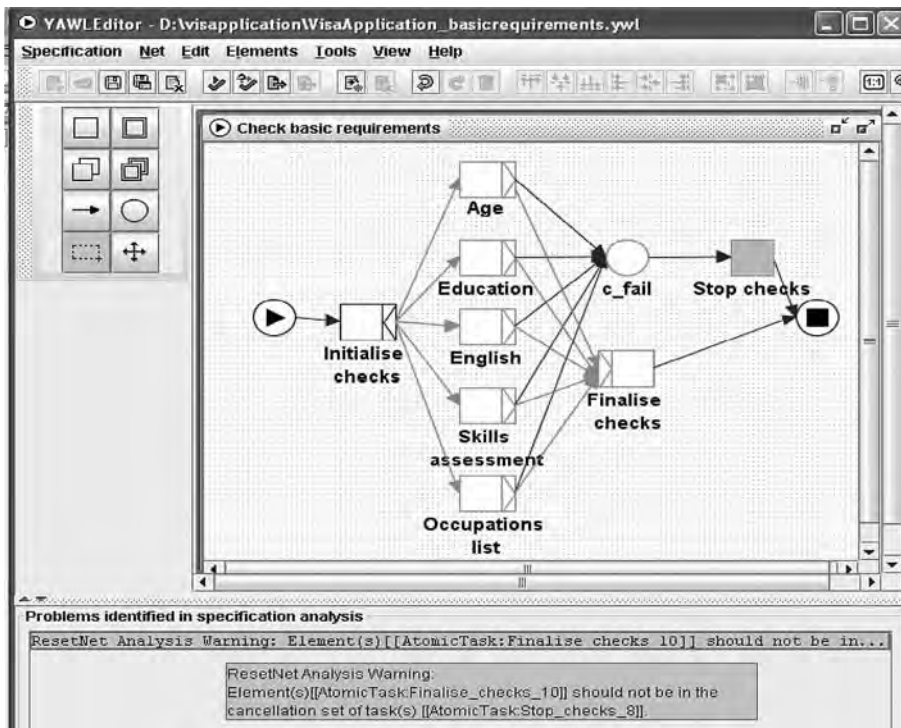 YAWLEditor - D:\visapplication\VisaApplication_basicrequirements.ywl
Specification Net Edit Elements Tools View Help
1:1
Check basic requirements
Age
Education
English
Skills
assessment
Occupations
list
Initialise
checks
c_fail
Stop checks
Finalise
checks
Problems identified in specification analysis
ResetNet Analysis Warning: Element(s)[[AtomicTask:Finalise checks 10]] should not be in...
ResetNet Analysis Warning:
Element(s)[[AtomicTask:Finalise_checks_10]] should not be in the
cancellation set of task(s) [[AtomicTask:Stop_checks_8]].